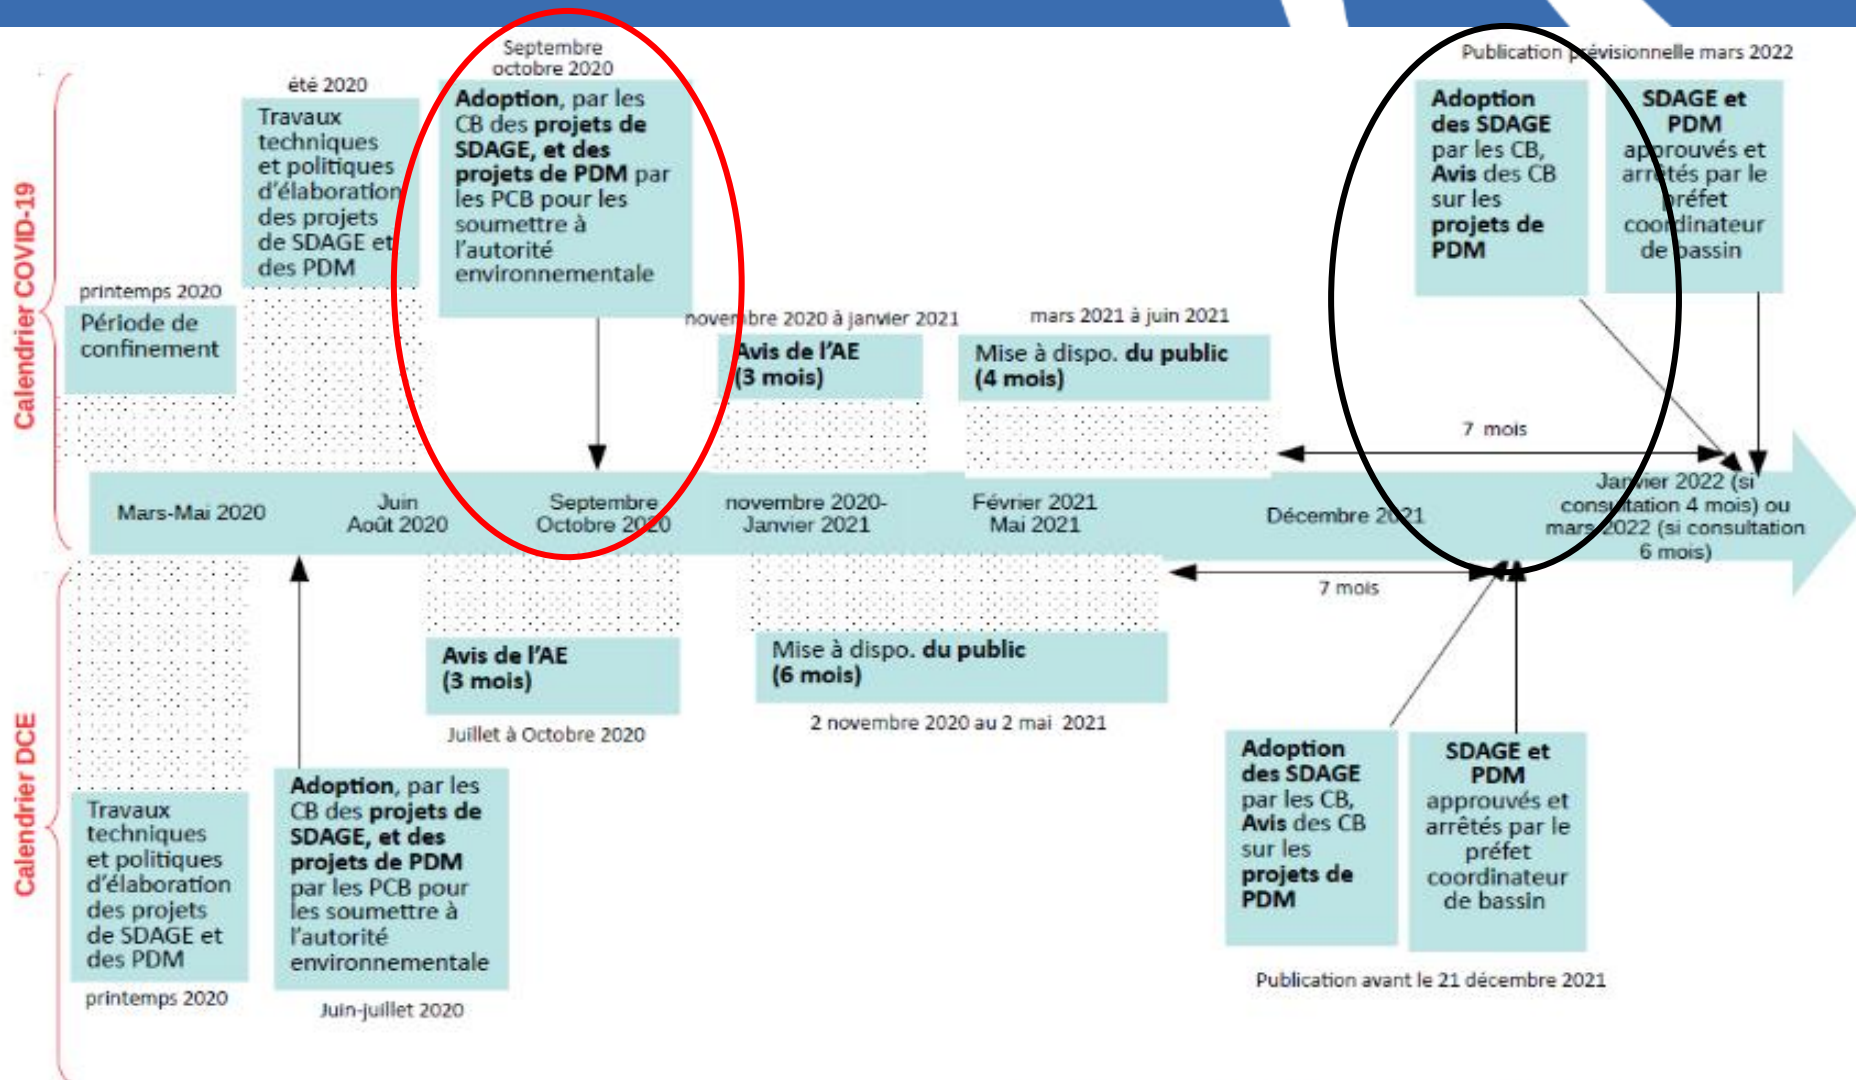 Calendrier COVID-19
printemps 2020
Période de
confinement
été 2020
Travaux
techniques
et politiques
d'élaboration
des projets
de SDAGE et
des PDM
Septembre
octobre 2020
Adoption, par les
CB des projets de
SDAGE, et des
projets de PDM par
les PCB pour les
soumettre à
l'autorité
environnementale
novembre 2020 à janvier 2021
Avis de l'AE
(3 mois)
mars 2021 à juin 2021
Mise à dispo. du public
(4 mois)
7 mois
Publication prévisionnelle mars 2022
Adoption
des SDAGE
par les CB,
Avis des CB
sur les
projets de
PDM
SDAGE et
PDM
approuvés et
arrêtés par le
préfet
coordinateur
de bassin
Mars-Mai 2020
Juin
Août 2020
Septembre
Octobre 2020
novembre 2020-
Janvier 2021
Février 2021
Mai 2021
Décembre 2021
Janvier 2022 (si
consultation 4 mois) ou
mars 2022 (si consultation
6 mois)
Calendrier DCE
Travaux
techniques
et politiques
d'élaboration
des projets
de SDAGE et
des PDM
printemps 2020
Adoption, par les
CB des projets de
SDAGE, et des
projets de PDM
par les PCB pour
les soumettre à
l'autorité
environnementale
Juin-juillet 2020
Avis de l'AE
(3 mois)
Juillet à Octobre 2020
Mise à dispo. du public
(6 mois)
2 novembre 2020 au 2 mai 2021
7 mois
Adoption
des SDAGE
par les CB,
Avis des CB
sur les
projets de
PDM
SDAGE et
PDM
approuvés et
arrêtés par le
préfet
coordinateur
de bassin
Publication avant le 21 décembre 2021